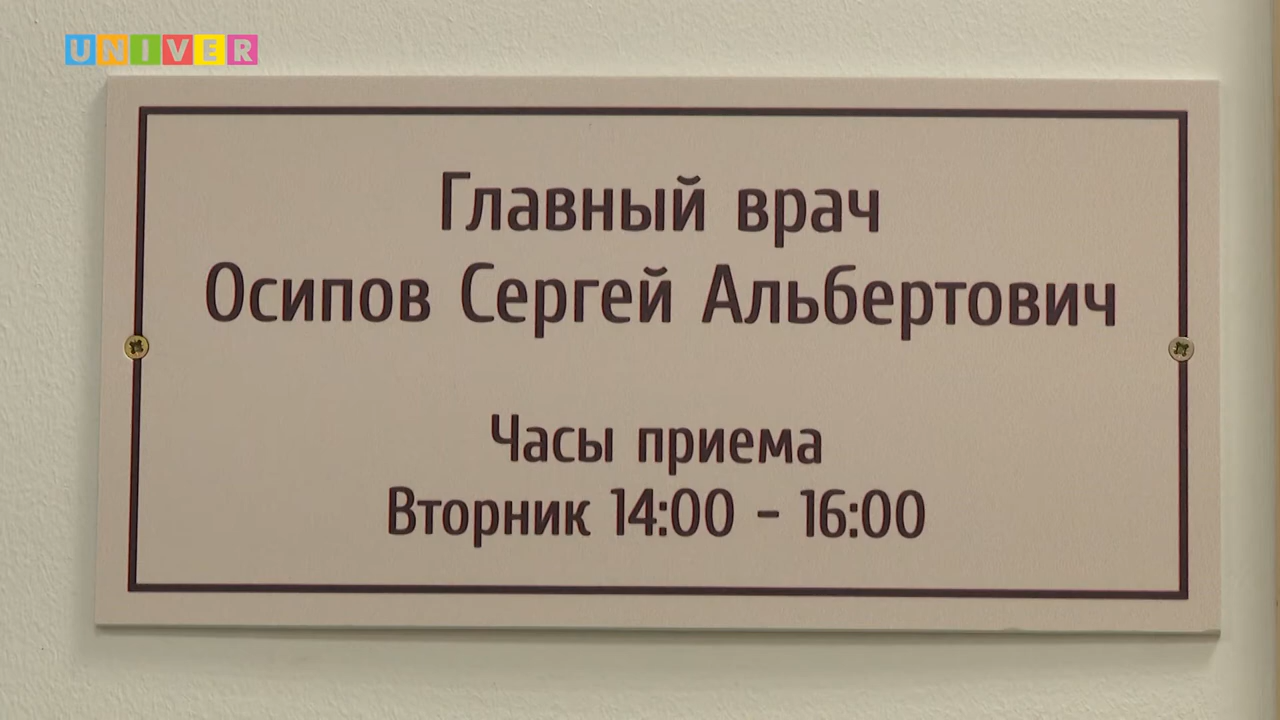 UNIVER
Главный врач
Осипов Сергей Альбертович
Часы приема
Вторник 14:00 - 16:00